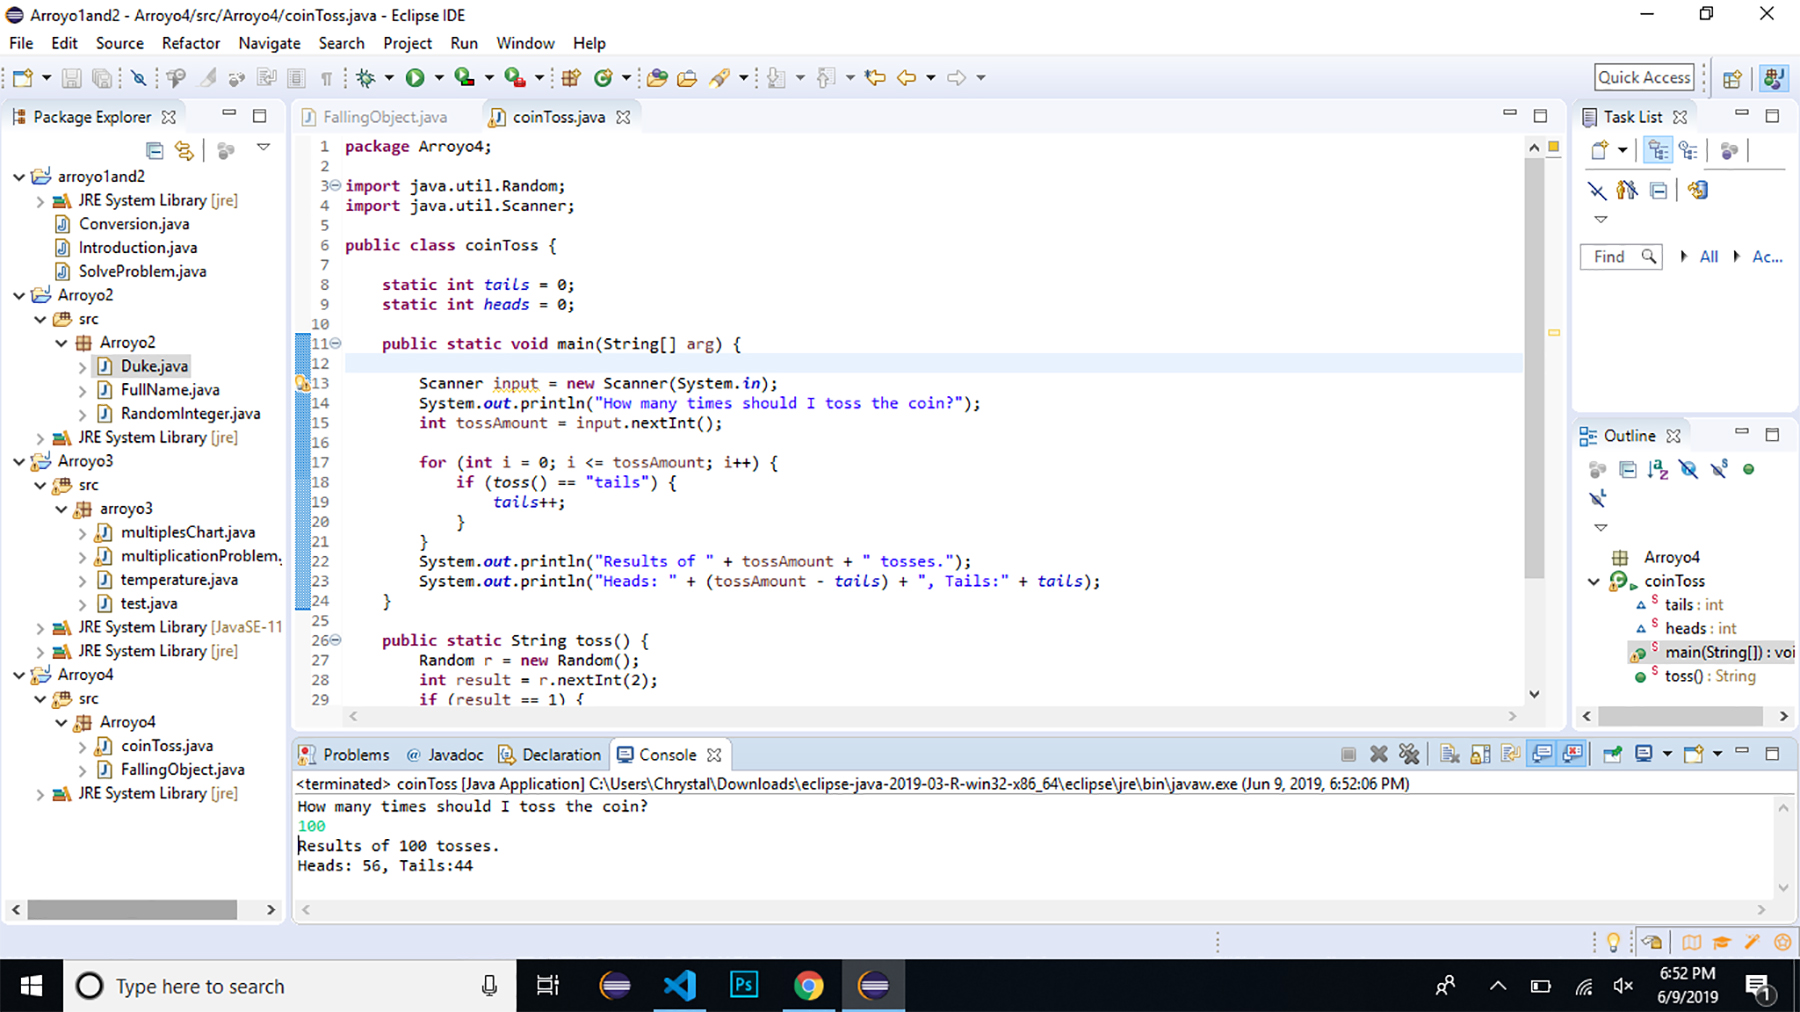 Arroyo1and2 - Arroyo4/src/Arroyo4/coinToss.java - Eclipse IDE
File Edit Source Refactor Navigate Search Project Run Window Help
Quick Access
Package Explorer
arroyo1and2
JRE System Library [jre]
Conversion.java
Introduction.java
SolveProblem.java
Arroyo2
src
Arroyo2
Duke.java
FullName.java
RandomInteger.java
JRE System Library [jre]
Arroyo3
src
arroyo3
multiplesChart.java
multiplicationProblem.
temperature.java
test.java
JRE System Library [JavaSE-11
JRE System Library [jre]
Arroyo4
src
Arroyo4
coinToss.java
FallingObject.java
JRE System Library [jre]
FallingObject.java coinToss.java
1 package Arroyo4;
2
3 import java.util.Random;
4 import java.util.Scanner;
5
6 public class coinToss {
7
8 static int tails = 0;
9 static int heads = 0;
10
11 public static void main(String[] arg) {
12
13 Scanner input = new Scanner(System.in);
14 System.out.println("How many times should I toss the coin?");
15 int tossAmount = input.nextInt();
16
17 for (int i = 0; i <= tossAmount; i++) {
18 if (toss() == "tails") {
19 tails++;
20 }
21 }
22 System.out.println("Results of " + tossAmount + " tosses.");
23 System.out.println("Heads: " + (tossAmount - tails) + ", Tails:" + tails);
24 }
25
26 public static String toss() {
27 Random r = new Random();
28 int result = r.nextInt(2);
29 if (result == 1) {
Task List
Find All Ac...
Outline
Arroyo4
coinToss
tails : int
heads : int
main(String[]) : voi
toss() : String
Problems Javadoc Declaration Console
<terminated> coinToss [Java Application] C:\Users\Chrystal\Downloads\eclipse-java-2019-03-R-win32-x86_64\eclipse\jre\bin\javaw.exe (Jun 9, 2019, 6:52:06 PM)
How many times should I toss the coin?
100
Results of 100 tosses.
Heads: 56, Tails:44
Type here to search
Ps
6:52 PM
6/9/2019
1